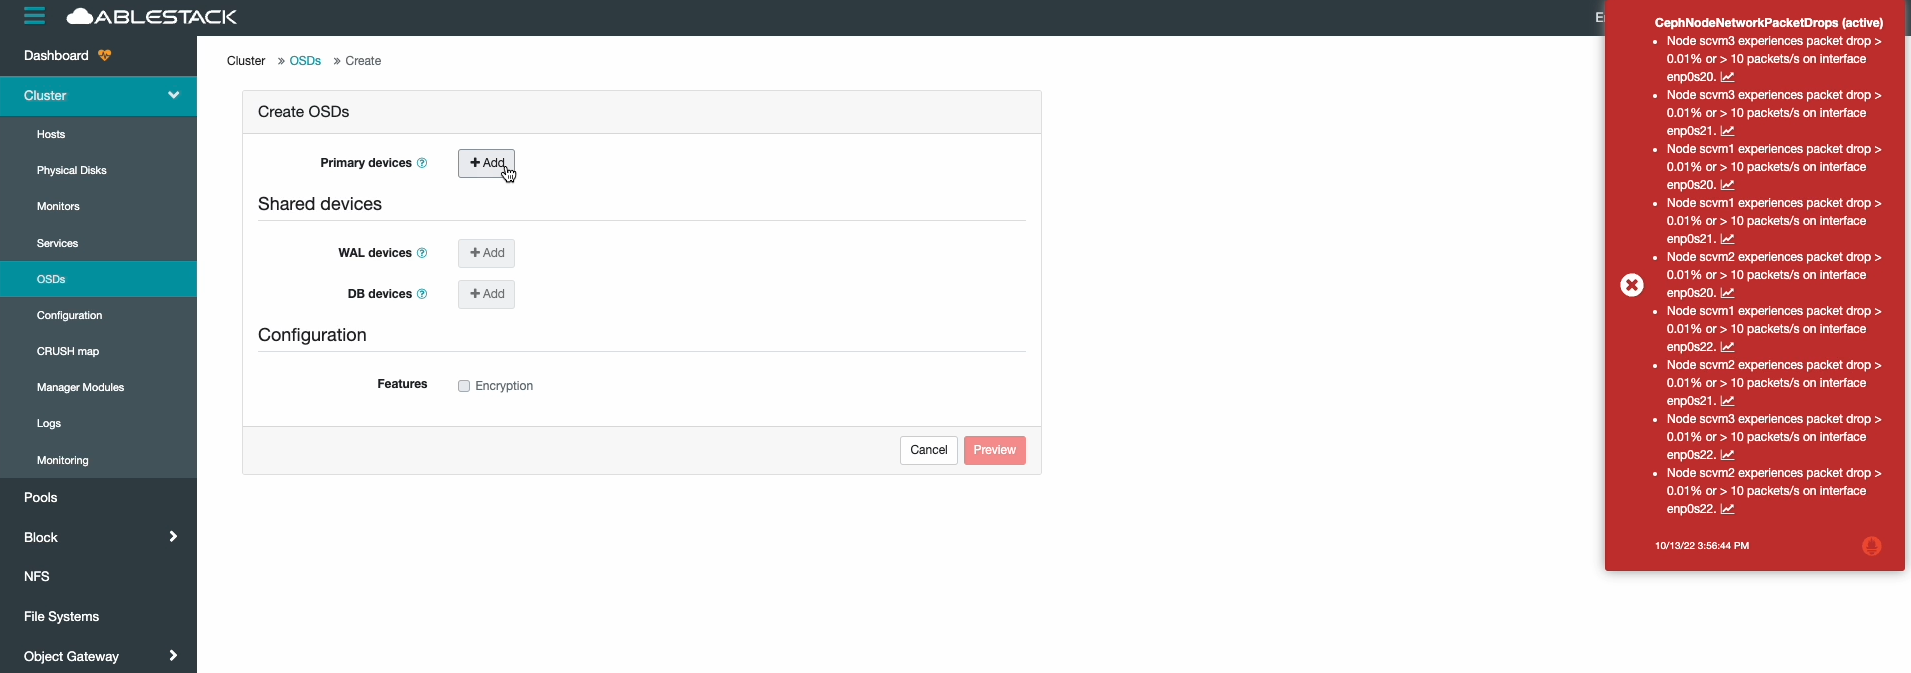 ABLESTACK
Dashboard
Cluster
Hosts
Physical Disks
Monitors
Services
OSDs
Configuration
CRUSH map
Manager Modules
Logs
Monitoring
Pools
Block
NFS
File Systems
Object Gateway
Cluster » OSDs » Create
Create OSDs
Primary devices ? + Add
Shared devices
WAL devices ? + Add
DB devices ? + Add
Configuration
Features Encryption
Cancel Preview
CephNodeNetworkPacketDrops (active)
• Node scvm3 experiences packet drop >
0.01% or > 10 packets/s on interface
enp0s20.
• Node scvm3 experiences packet drop >
0.01% or > 10 packets/s on interface
enp0s21.
• Node scvm1 experiences packet drop >
0.01% or > 10 packets/s on interface
enp0s20.
• Node scvm1 experiences packet drop >
0.01% or > 10 packets/s on interface
enp0s21.
• Node scvm2 experiences packet drop >
0.01% or > 10 packets/s on interface
enp0s20.
• Node scvm1 experiences packet drop >
0.01% or > 10 packets/s on interface
enp0s22.
• Node scvm2 experiences packet drop >
0.01% or > 10 packets/s on interface
enp0s21.
• Node scvm3 experiences packet drop >
0.01% or > 10 packets/s on interface
enp0s22.
• Node scvm2 experiences packet drop >
0.01% or > 10 packets/s on interface
enp0s22.
10/13/22 3:56:44 PM